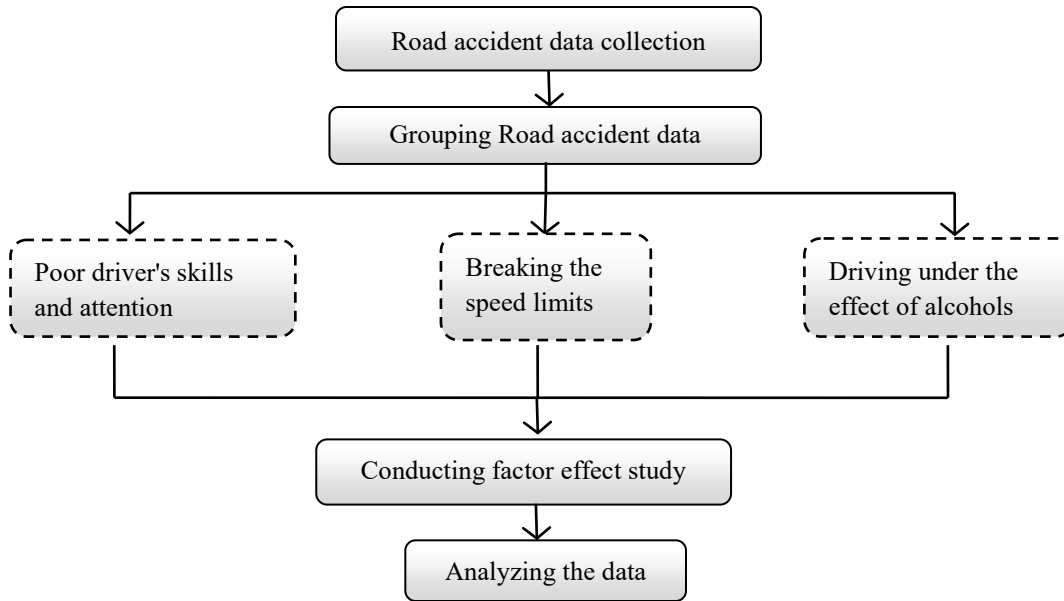 Road accident data collection
Grouping Road accident data
Poor driver's skills
and attention
Breaking the
speed limits
Driving under the
effect of alcohols
Conducting factor effect study
Analyzing the data